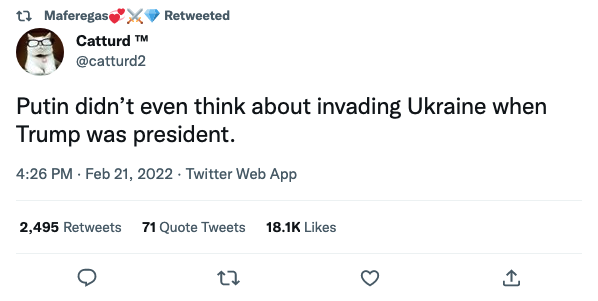 Maferegas💕⚔️💎 Retweeted
Catturd ™
@catturd2
Putin didn’t even think about invading Ukraine when
Trump was president.
4:26 PM · Feb 21, 2022 · Twitter Web App
2,495 Retweets 71 Quote Tweets 18.1K Likes